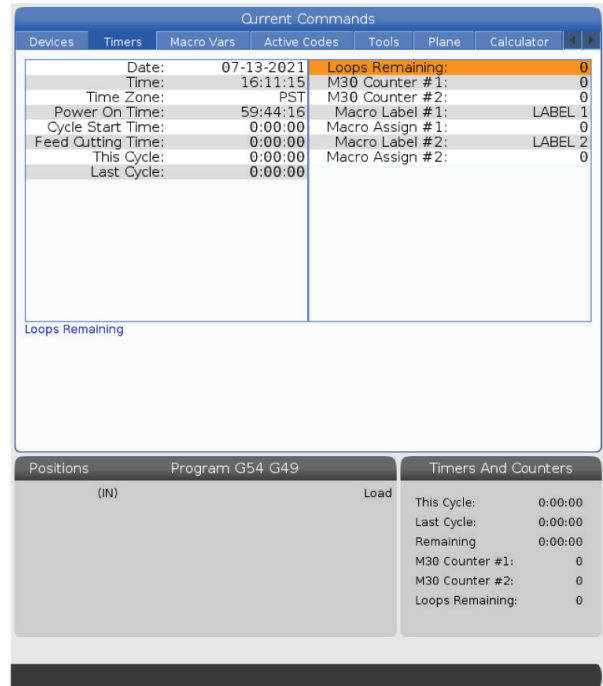 Current Commands
Devices Timers Macro Vars Active Codes Tools Plane Calculator
Date: 07-13-2021
Time: 16:11:15
Time Zone: PST
Power On Time: 59:44:16
Cycle Start Time: 0:00:00
Feed Cutting Time: 0:00:00
This Cycle: 0:00:00
Last Cycle: 0:00:00
Loops Remaining: 0
M30 Counter #1: 0
M30 Counter #2: 0
Macro Label #1: LABEL 1
Macro Assign #1: 0
Macro Label #2: LABEL 2
Macro Assign #2: 0
Loops Remaining
Positions Program G54 G49
(IN) Load
Timers And Counters
This Cycle: 0:00:00
Last Cycle: 0:00:00
Remaining 0:00:00
M30 Counter #1: 0
M30 Counter #2: 0
Loops Remaining: 0